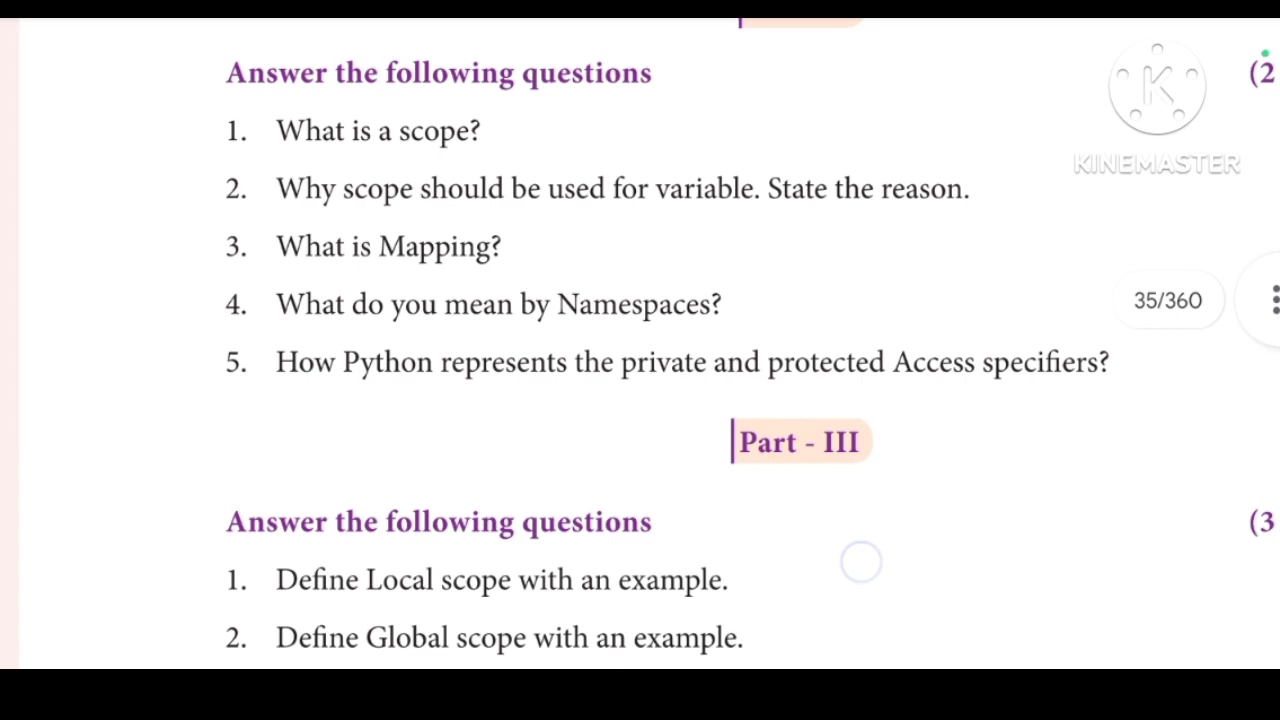 Answer the following questions
(2
K
KINEMASTER
1. What is a scope?
2. Why scope should be used for variable. State the reason.
3. What is Mapping?
4. What do you mean by Namespaces?
35/360
5. How Python represents the private and protected Access specifiers?
Part - III
Answer the following questions
(3
1. Define Local scope with an example.
2. Define Global scope with an example.